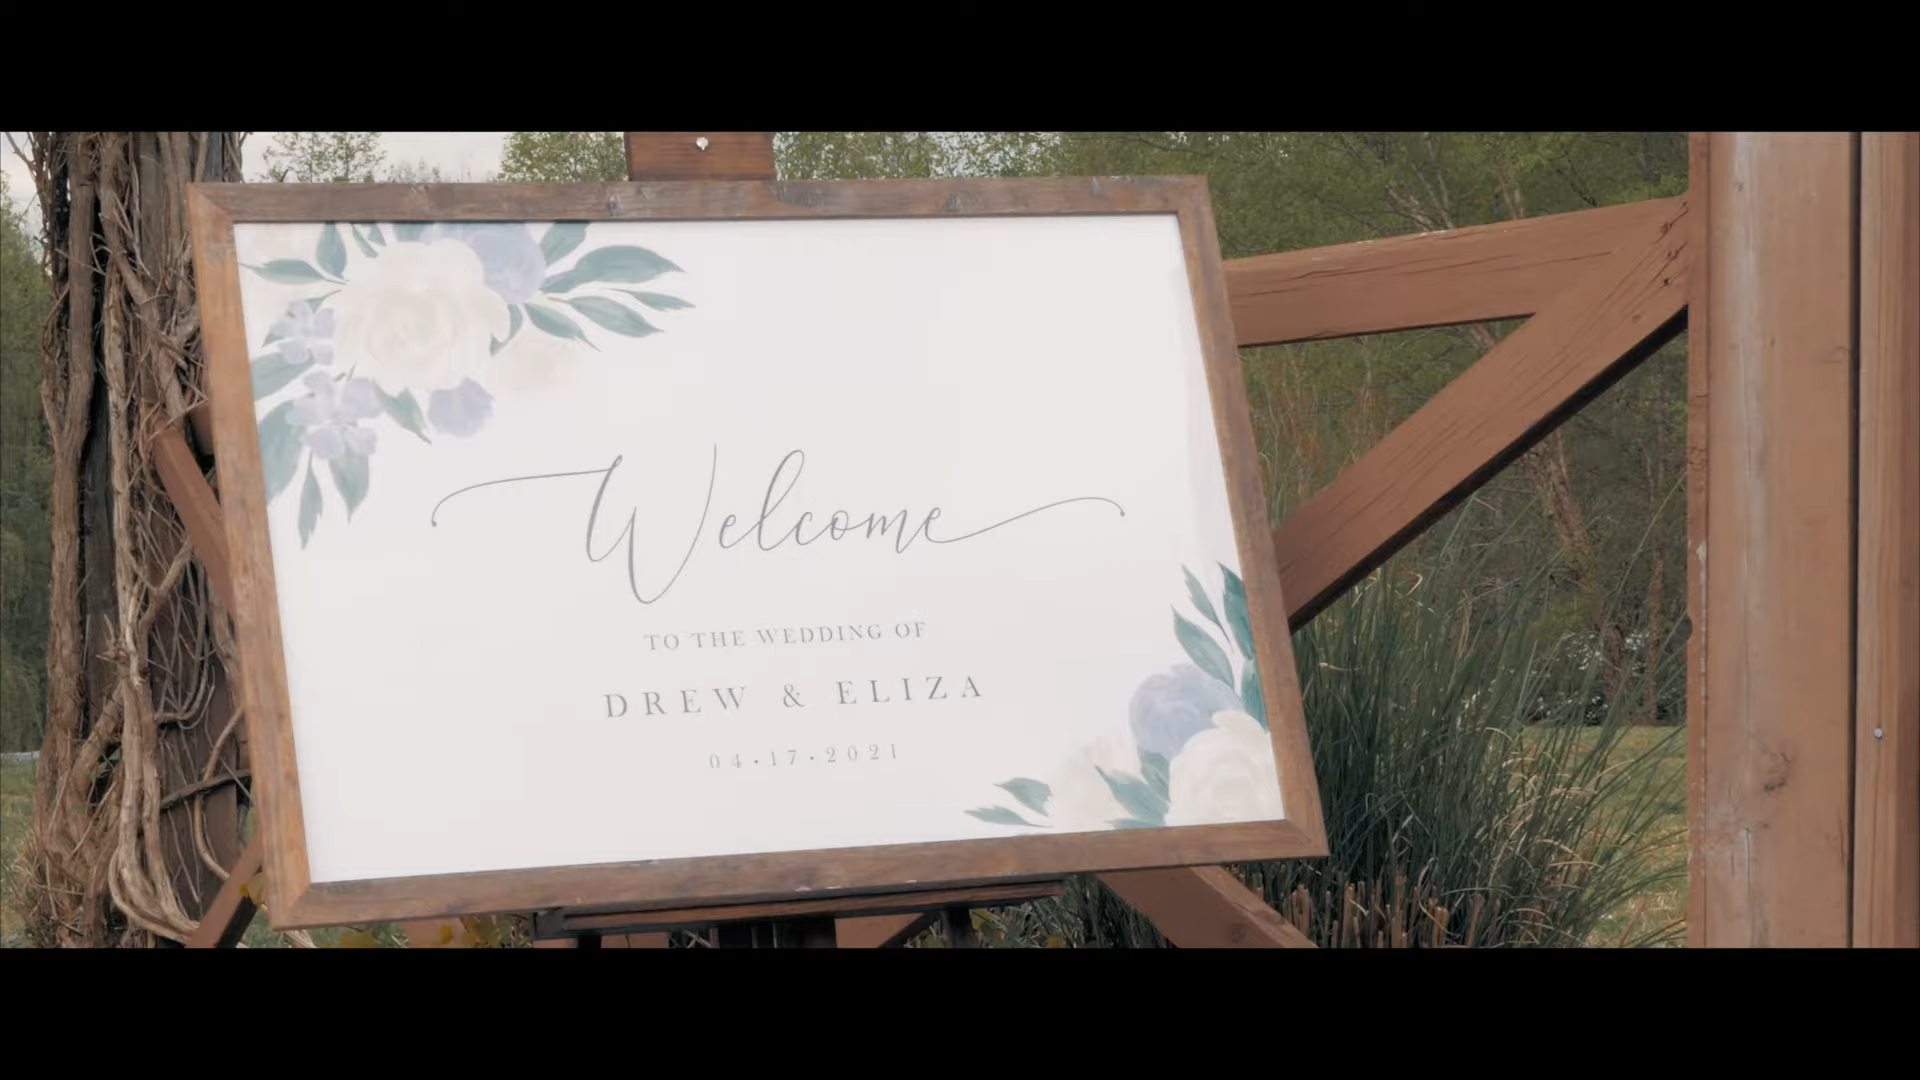 Welcome
TO THE WEDDING OF
DREW & ELIZA
04·17·2021